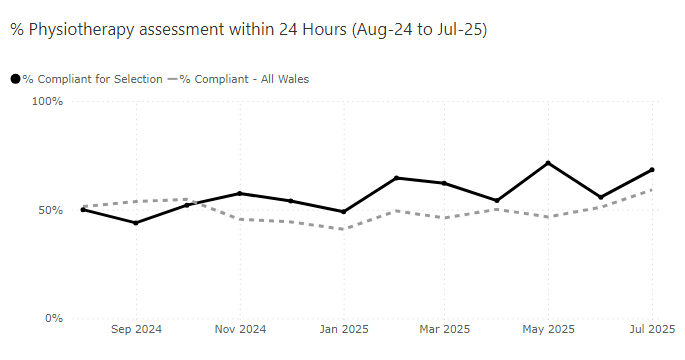 % Physiotherapy assessment within 24 Hours (Aug-24 to Jul-25)
% Compliant for Selection % Compliant - All Wales
100%
50%
0%
Sep 2024 Nov 2024 Jan 2025 Mar 2025 May 2025 Jul 2025